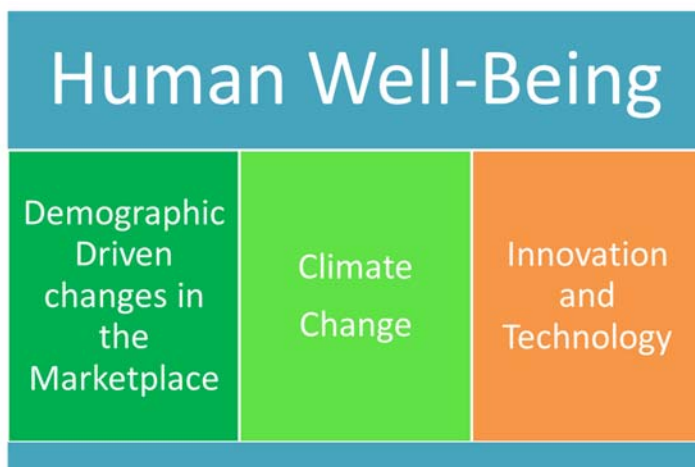 Human Well-Being
Demographic
Driven
changes in
the
Marketplace
Climate
Change
Innovation
and
Technology